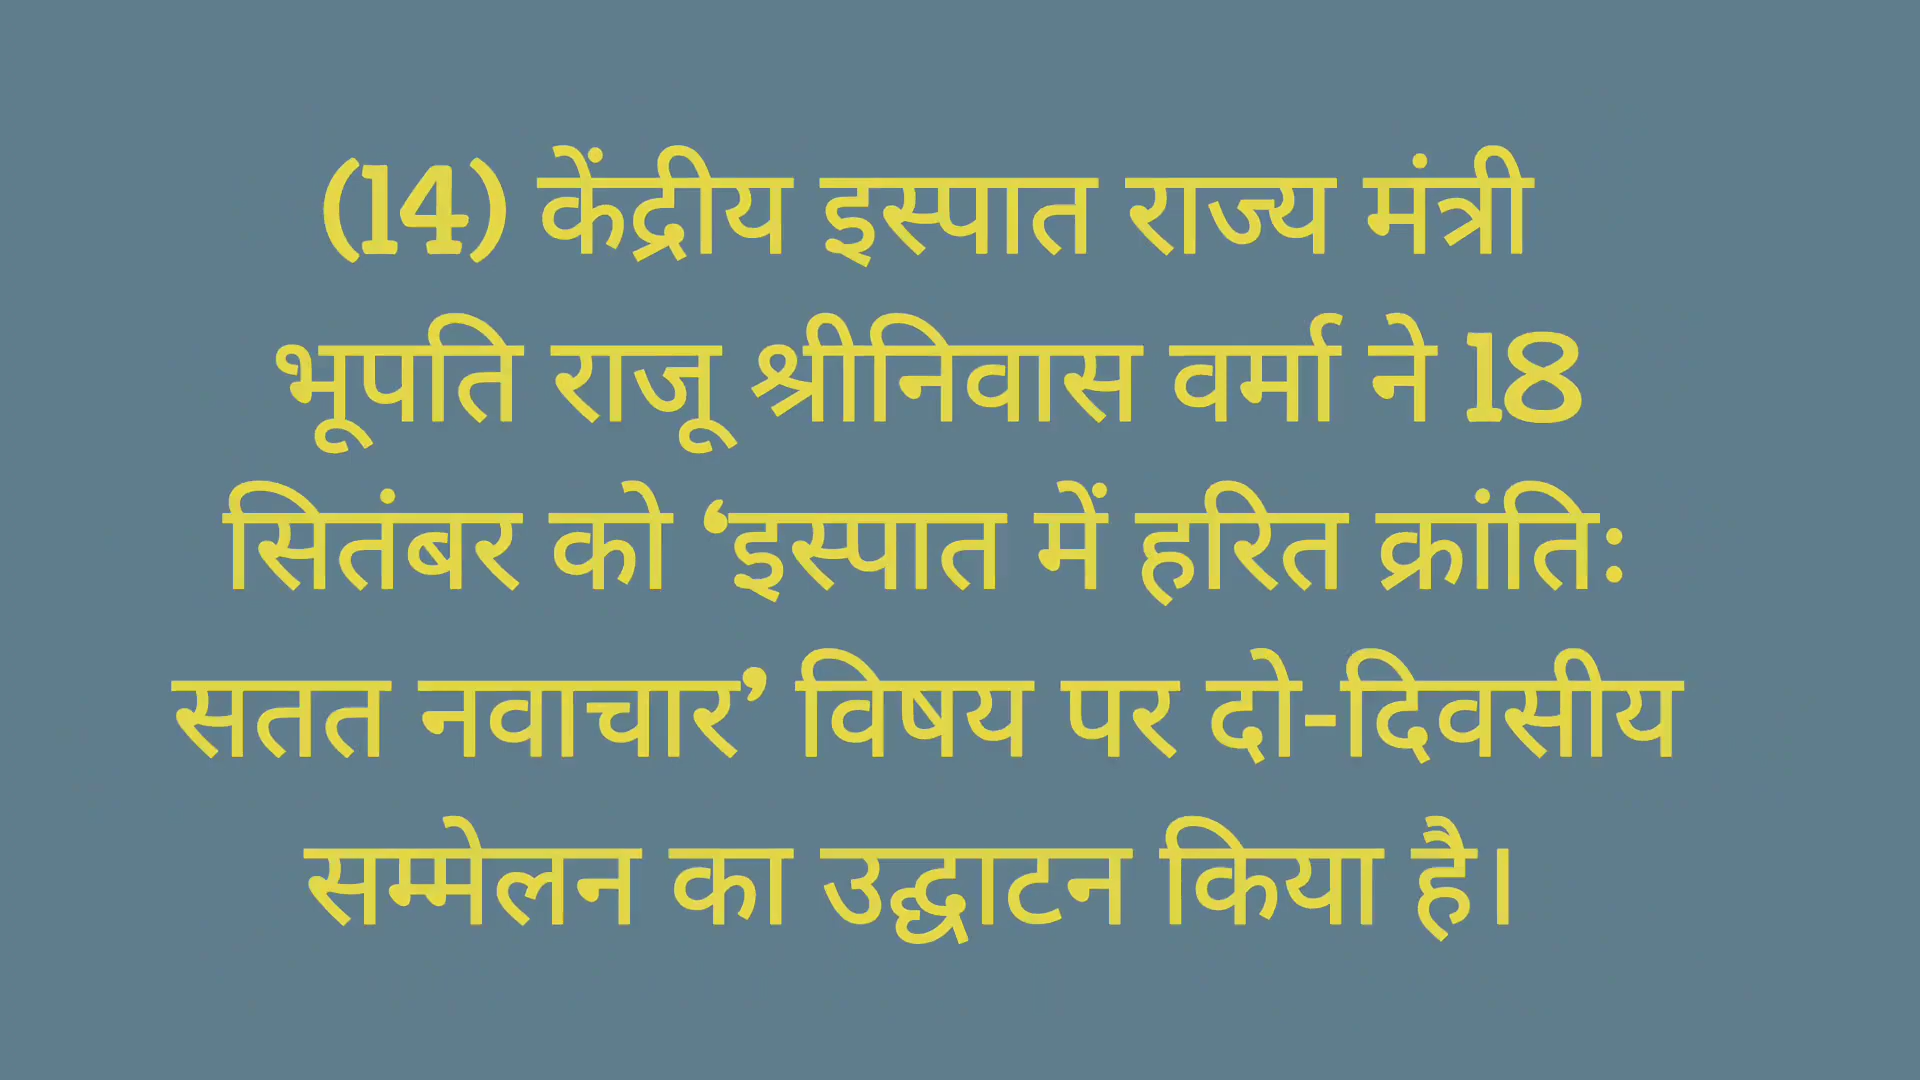 (14) केंद्रीय इस्पात राज्य मंत्री
भूपति राजू श्रीनिवास वर्मा ने 18
सितंबर को ‘इस्पात में हरित क्रांतिः
सतत नवाचार’ विषय पर दो-दिवसीय
सम्मेलन का उद्घाटन किया है।